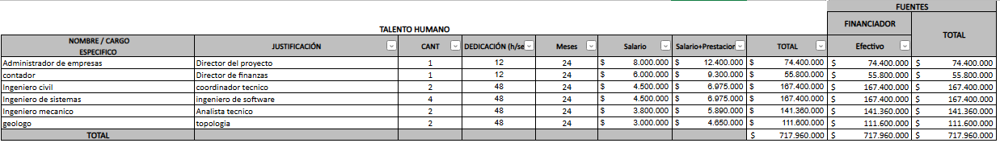 FUENTES
TALENTO HUMANO FINANCIADOR TOTAL
NOMBRE / CARGO
ESPECIFICO JUSTIFICACIÓN CANT DEDICACIÓN (h/se Meses Salario Salario+Prestacion TOTAL Efectivo
Administrador de empresas Director del proyecto 1 12 24 $ 8.000.000 $ 12.400.000 $ 74.400.000 $ 74.400.000 $ 74.400.000
contador Director de finanzas 1 12 24 $ 6.000.000 $ 9.300.000 $ 55.800.000 $ 55.800.000 $ 55.800.000
Ingeniero civil coordinador tecnico 2 48 24 $ 4.500.000 $ 6.975.000 $ 167.400.000 $ 167.400.000 $ 167.400.000
Ingeniero de sistemas ingeniero de software 4 48 24 $ 4.500.000 $ 6.975.000 $ 167.400.000 $ 167.400.000 $ 167.400.000
Ingeniero mecanico Analista tecnico 2 48 24 $ 3.800.000 $ 5.890.000 $ 141.360.000 $ 141.360.000 $ 141.360.000
geologo topologia 2 48 24 $ 3.000.000 $ 4.650.000 $ 111.600.000 $ 111.600.000 $ 111.600.000
TOTAL $ 717.960.000 $ 717.960.000 $ 717.960.000